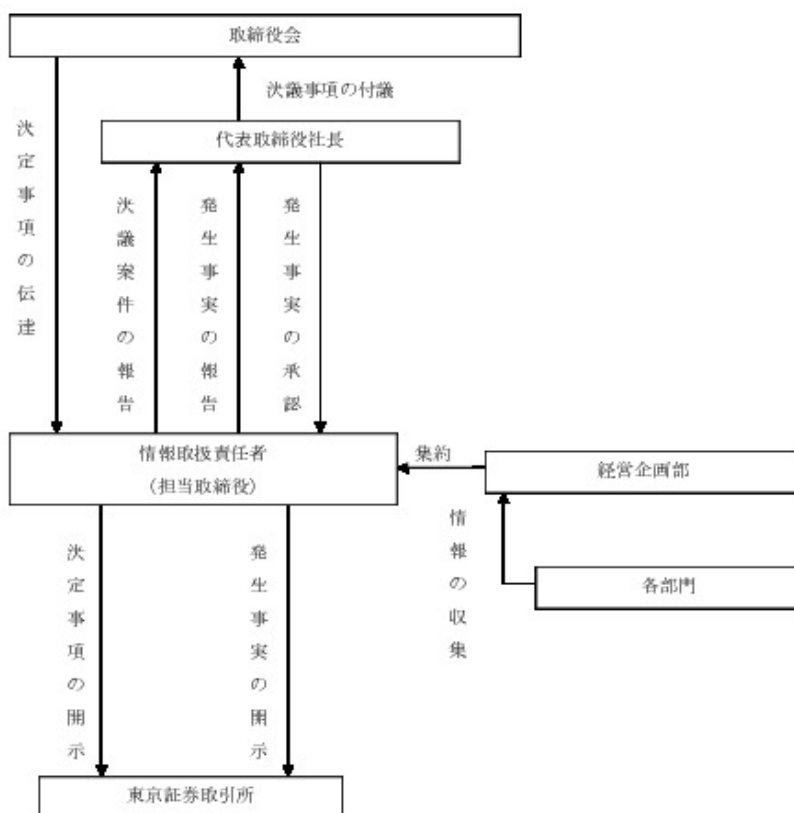 取締役会
決議事項の付議
代表取締役社長
決定事項の伝達
決議案件の報告
発生事実の報告
発生事実の承認
情報取扱責任者
(担当取締役)
集約
経営企画部
情報の収集
各部門
決定事項の開示
発生事実の開示
東京証券取引所